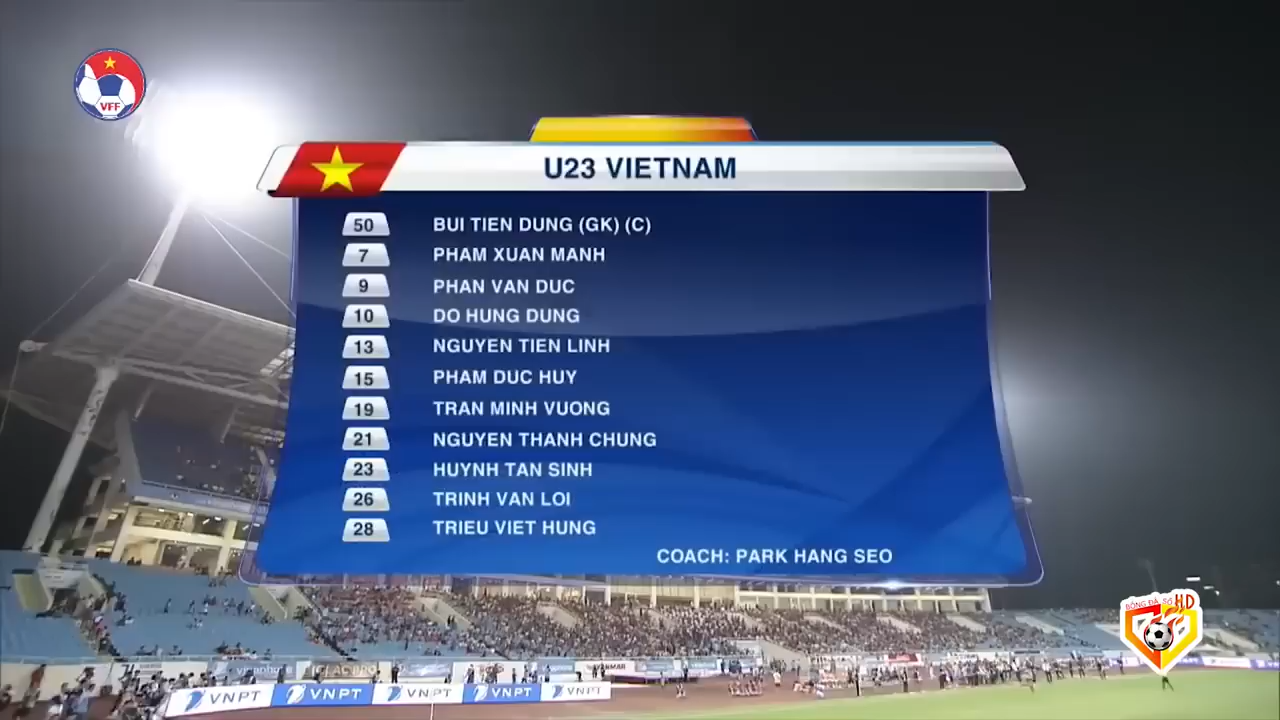 VFF
U23 VIETNAM
50 BUI TIEN DUNG (GK) (C)
7 PHAM XUAN MANH
9 PHAN VAN DUC
10 DO HUNG DUNG
13 NGUYEN TIEN LINH
15 PHAM DUC HUY
19 TRAN MINH VUONG
21 NGUYEN THANH CHUNG
23 HUYNH TAN SINH
26 TRINH VAN LOI
28 TRIEU VIET HUNG
COACH: PARK HANG SEO
BÓNG ĐÁ SỐ HD
VNPT VNPT VNPT VNPT VNPT